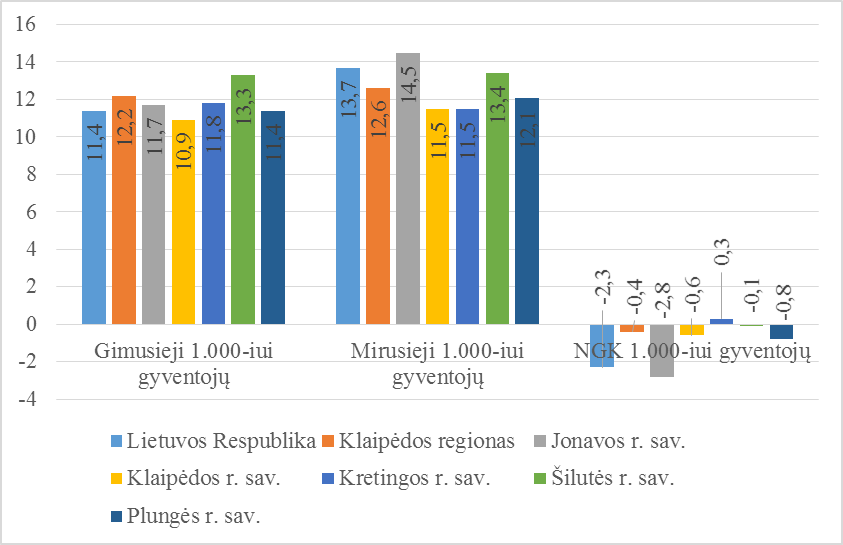 16
14
12
10
8
6
4
2
0
-2
-4
11,4
12,2
11,7
10,9
11,8
13,3
11,4
13,7
12,6
14,5
11,5
11,5
13,4
12,1
-2,3
-0,4
-2,8
-0,6
0,3
-0,1
-0,8
Gimusieji 1.000-iui
gyventojų
Mirusieji 1.000-iui
gyventojų
NGK 1.000-iui gyventojų
Lietuvos Respublika
Klaipėdos regionas
Jonavos r. sav.
Klaipėdos r. sav.
Kretingos r. sav.
Šilutės r. sav.
Plungės r. sav.